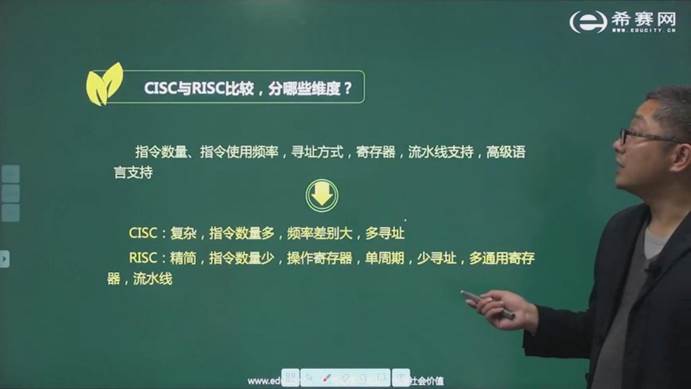 希赛网
WWW.EDUCITY.CN
CISC与RISC比较，分哪些维度？
指令数量、指令使用频率，寻址方式，寄存器，流水线支持，高级语
言支持
CISC：复杂，指令数量多，频率差别大，多寻址
RISC：精简，指令数量少，操作寄存器，单周期，少寻址，多通用寄存
器，流水线
www.edu
社会价值